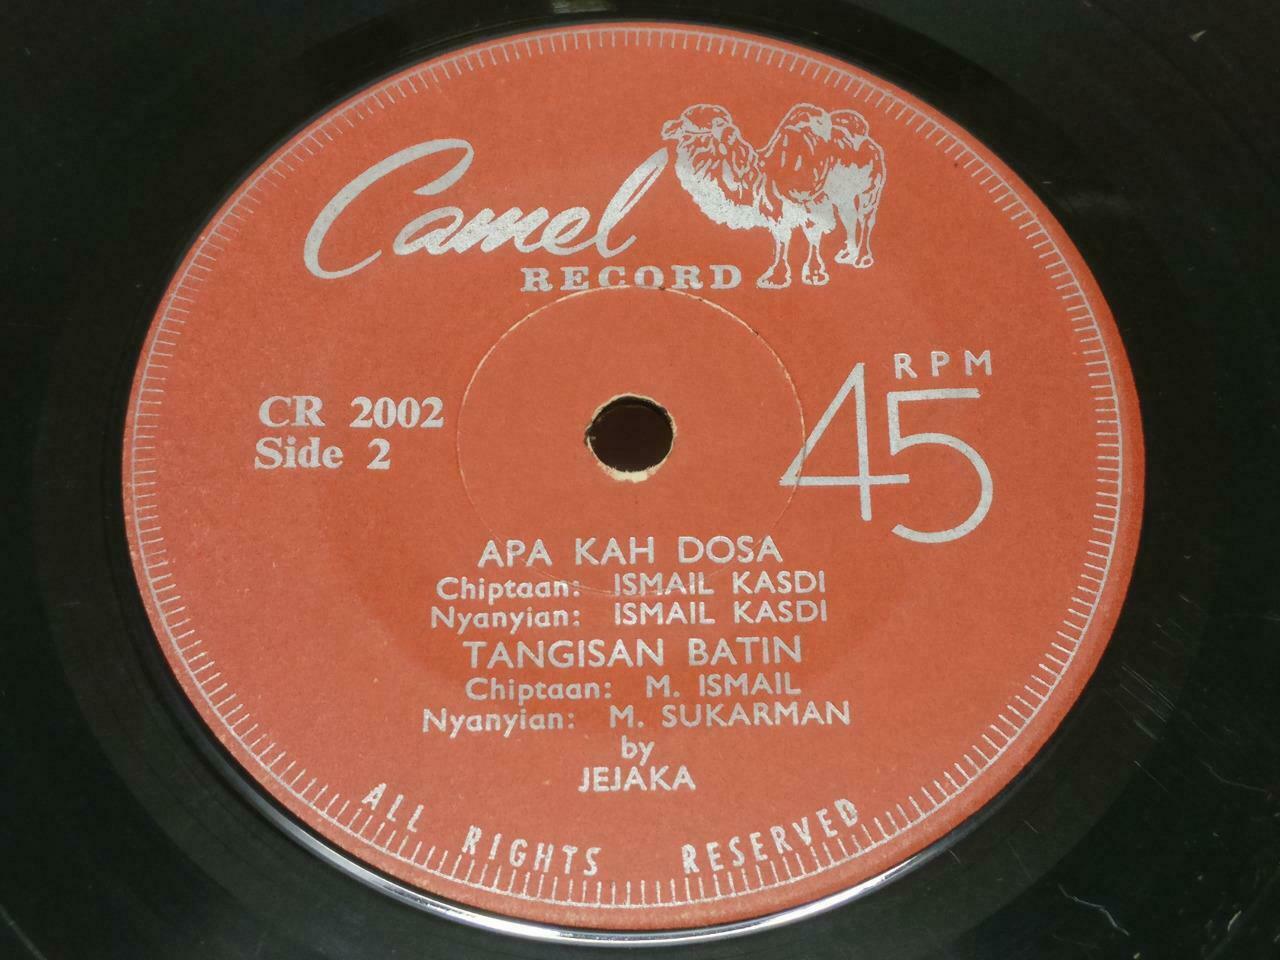 Camel
RECORD
RPM
45
CR 2002
Side 2
APA KAH DOSA
Chiptaan: ISMAIL KASDI
Nyanyian: ISMAIL KASDI
TANGISAN BATIN
Chiptaan: M. ISMAIL
Nyanyian: M. SUKARMAN
by
JEJAKA
ALL RIGHTS RESERVED